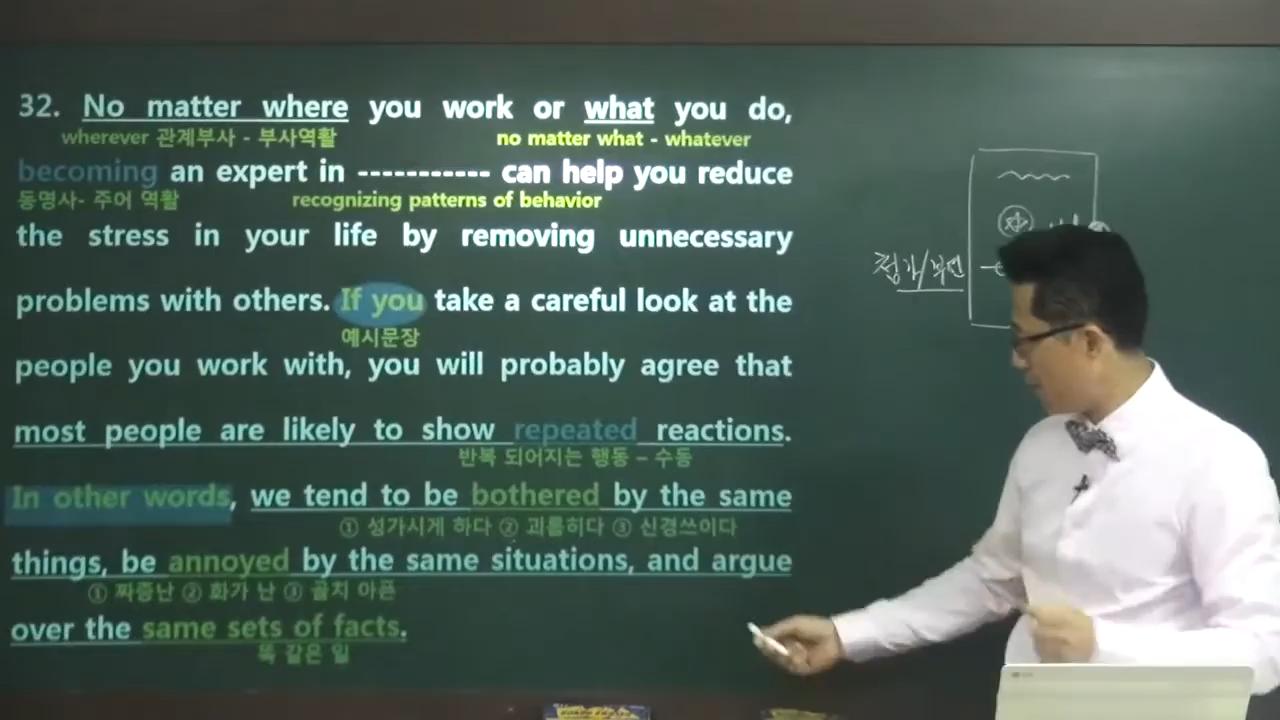 32. No matter where you work or what you do,
wherever 관계부사 - 부사역활 no matter what - whatever
becoming an expert in ----------- can help you reduce
동명사- 주어 역활 recognizing patterns of behavior
the stress in your life by removing unnecessary
problems with others. If you take a careful look at the
예시문장
people you work with, you will probably agree that
most people are likely to show repeated reactions.
반복 되어지는 행동 – 수동
In other words, we tend to be bothered by the same
① 성가시게 하다 ② 괴롭히다 ③ 신경쓰이다
things, be annoyed by the same situations, and argue
① 짜증난 ② 화가 난 ③ 골치 아픈
over the same sets of facts.
똑 같은 일